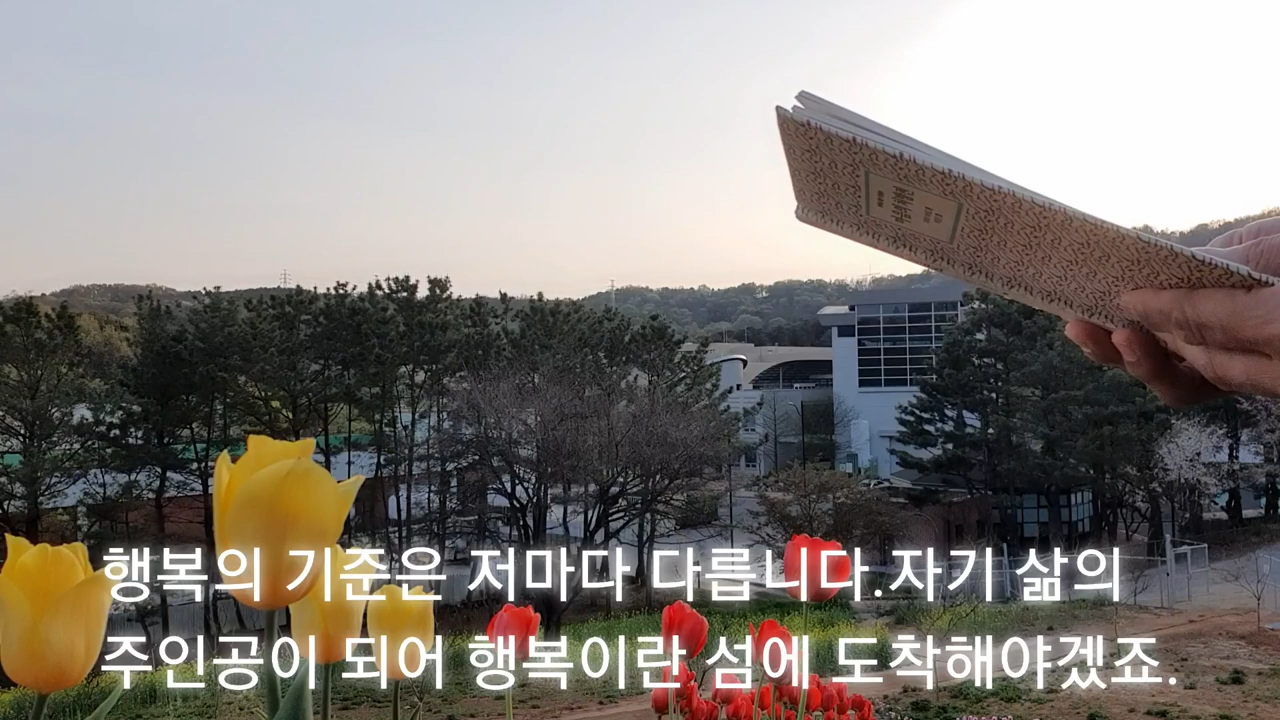 행복의 기준은 저마다 다릅니다.자기 삶의
주인공이 되어 행복이란 섬에 도착해야겠죠.